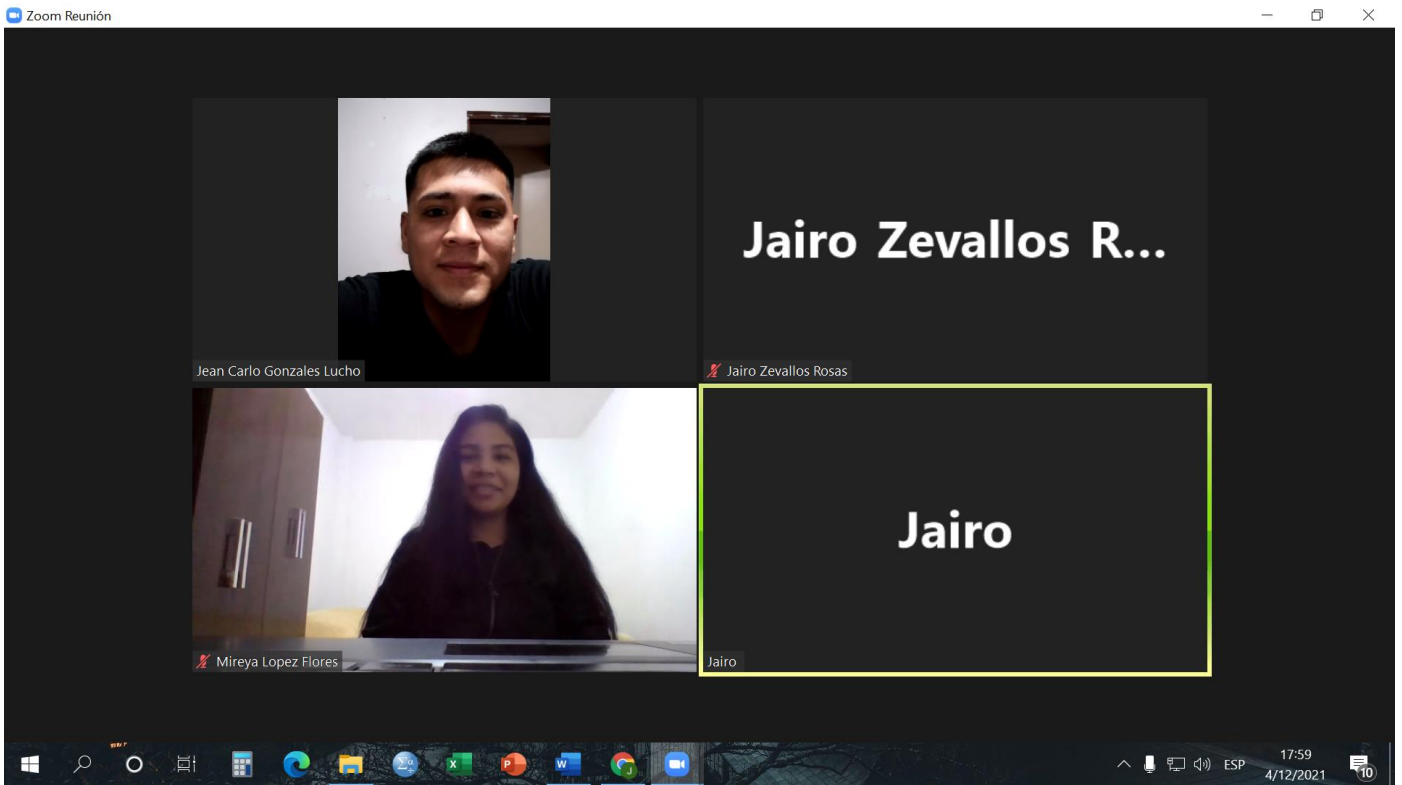 Zoom Reunión
Jairo Zevallos R...
Jean Carlo Gonzales Lucho
Jairo Zevallos Rosas
Jairo
Mireya Lopez Flores
Jairo
ESP
17:59
4/12/2021
10